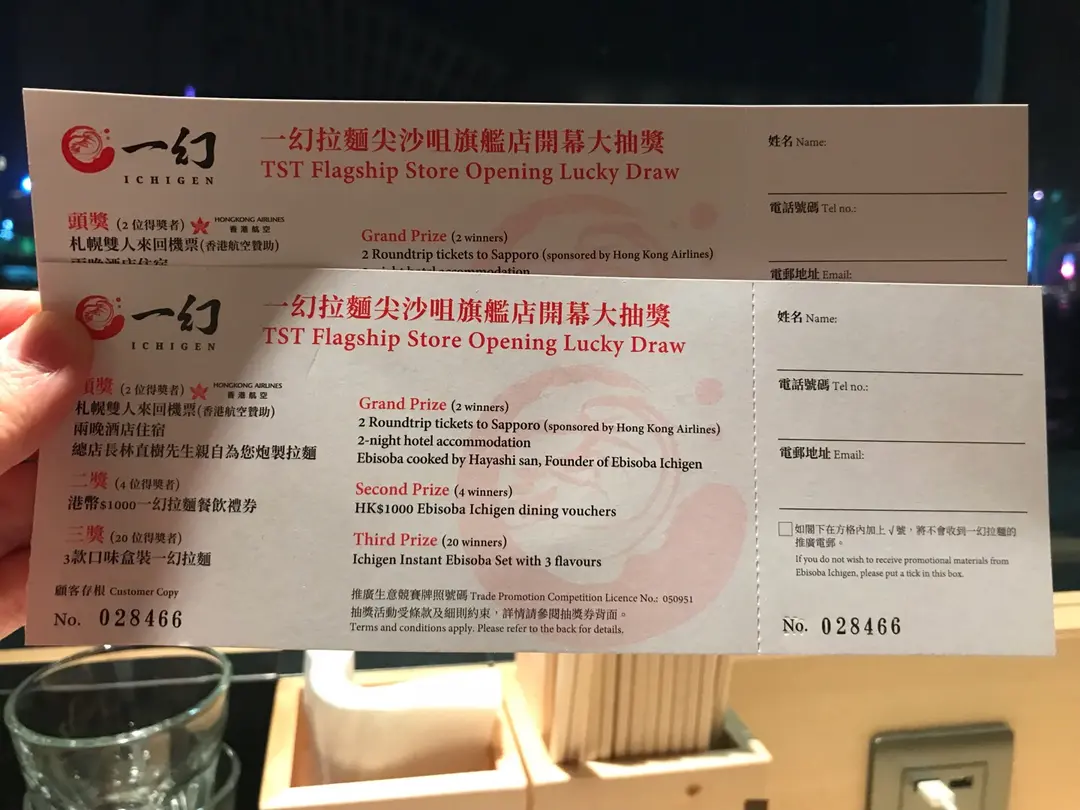 一幻
ICHIGEN
一幻拉麵尖沙咀旗艦店開幕大抽獎
TST Flagship Store Opening Lucky Draw
頭獎 (2 位得獎者) HONGKONG AIRLINES 香港航空
札幌雙人來回機票(香港航空贊助)
兩晚酒店住宿
Grand Prize (2 winners)
2 Roundtrip tickets to Sapporo (sponsored by Hong Kong Airlines)
2-night hotel accommodation
姓名 Name:
電話號碼 Tel no.:
電郵地址 Email:
一幻
ICHIGEN
一幻拉麵尖沙咀旗艦店開幕大抽獎
TST Flagship Store Opening Lucky Draw
頭獎 (2 位得獎者) HONGKONG AIRLINES 香港航空
札幌雙人來回機票(香港航空贊助)
兩晚酒店住宿
總店長林直樹先生親自為您炮製拉麵
二獎 (4 位得獎者)
港幣$1000一幻拉麵餐飲禮券
三獎 (20 位得獎者)
3款口味盒裝一幻拉麵
顧客存根 Customer Copy
No. 028466
Grand Prize (2 winners)
2 Roundtrip tickets to Sapporo (sponsored by Hong Kong Airlines)
2-night hotel accommodation
Ebisoba cooked by Hayashi san, Founder of Ebisoba Ichigen
Second Prize (4 winners)
HK$1000 Ebisoba Ichigen dining vouchers
Third Prize (20 winners)
Ichigen Instant Ebisoba Set with 3 flavours
推廣生意競賽牌照號碼 Trade Promotion Competition Licence No.: 050951
抽獎活動受條款及細則約束，詳情請參閱抽獎券背面。
Terms and conditions apply. Please refer to the back for details.
姓名 Name:
電話號碼 Tel no.:
電郵地址 Email:
如閣下在方格內加上 √ 號，將不會收到一幻拉麵的
推廣電郵。
If you do not wish to receive promotional materials from
Ebisoba Ichigen, please put a tick in this box.
No. 028466